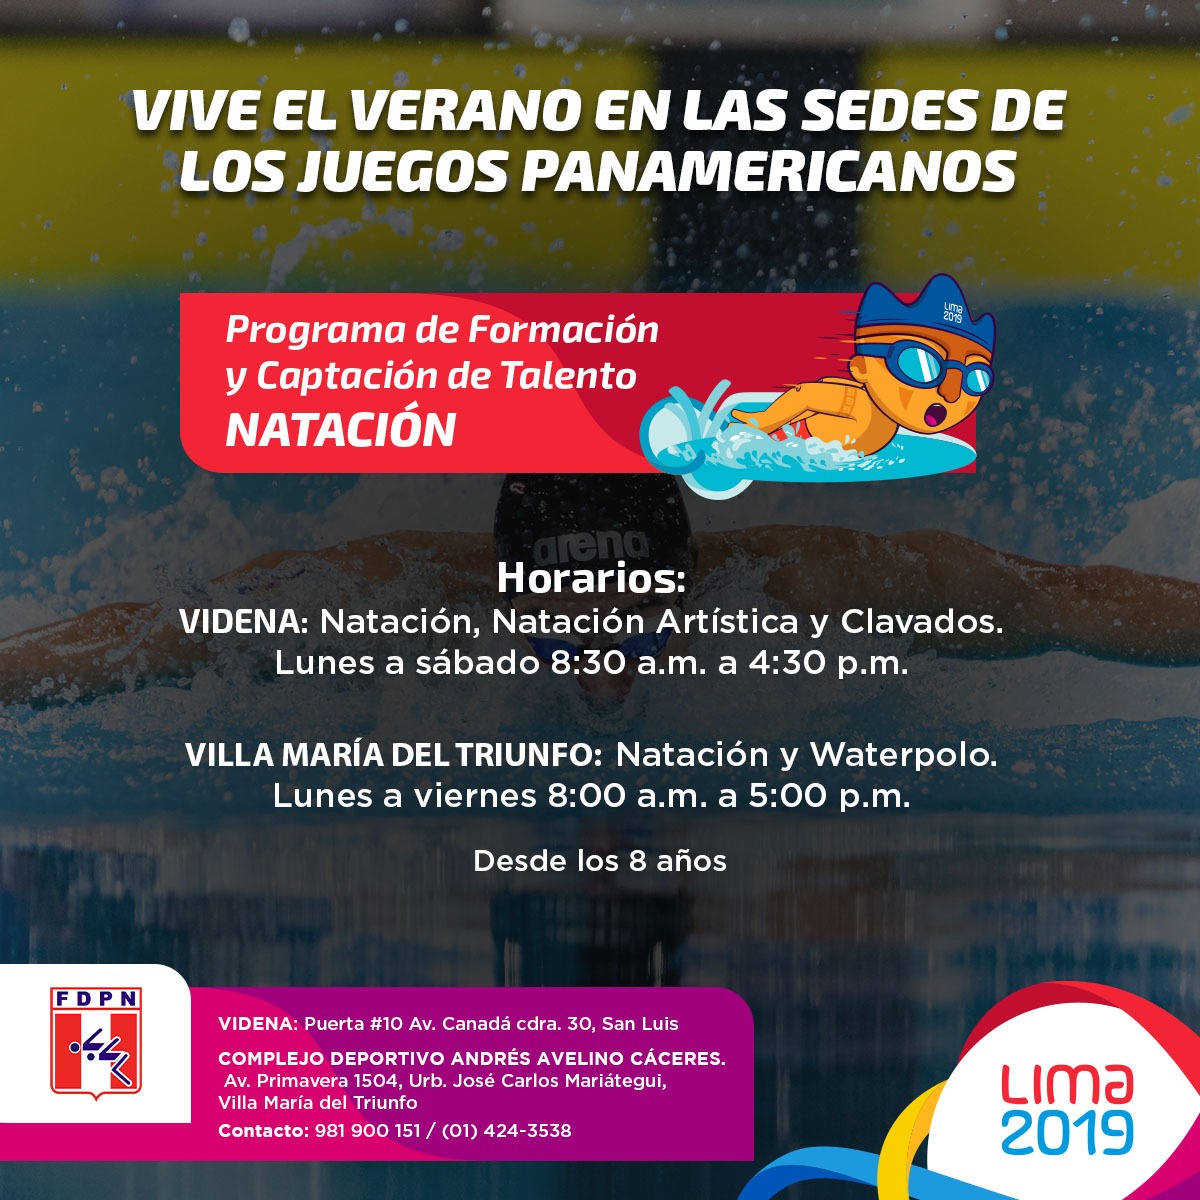 VIVE EL VERANO EN LAS SEDES DE
LOS JUEGOS PANAMERICANOS
Programa de Formación
y Captación de Talento
NATACIÓN
Lima
2019
arena
Horarios:
VIDENA: Natación, Natación Artística y Clavados.
Lunes a sábado 8:30 a.m. a 4:30 p.m.
VILLA MARÍA DEL TRIUNFO: Natación y Waterpolo.
Lunes a viernes 8:00 a.m. a 5:00 p.m.
Desde los 8 años
FDPN
VIDENA: Puerta #10 Av. Canadá cdra. 30, San Luis
COMPLEJO DEPORTIVO ANDRÉS AVELINO CÁCERES.
Av. Primavera 1504, Urb. José Carlos Mariátegui,
Villa María del Triunfo
Contacto: 981 900 151 / (01) 424-3538
Lima
2019